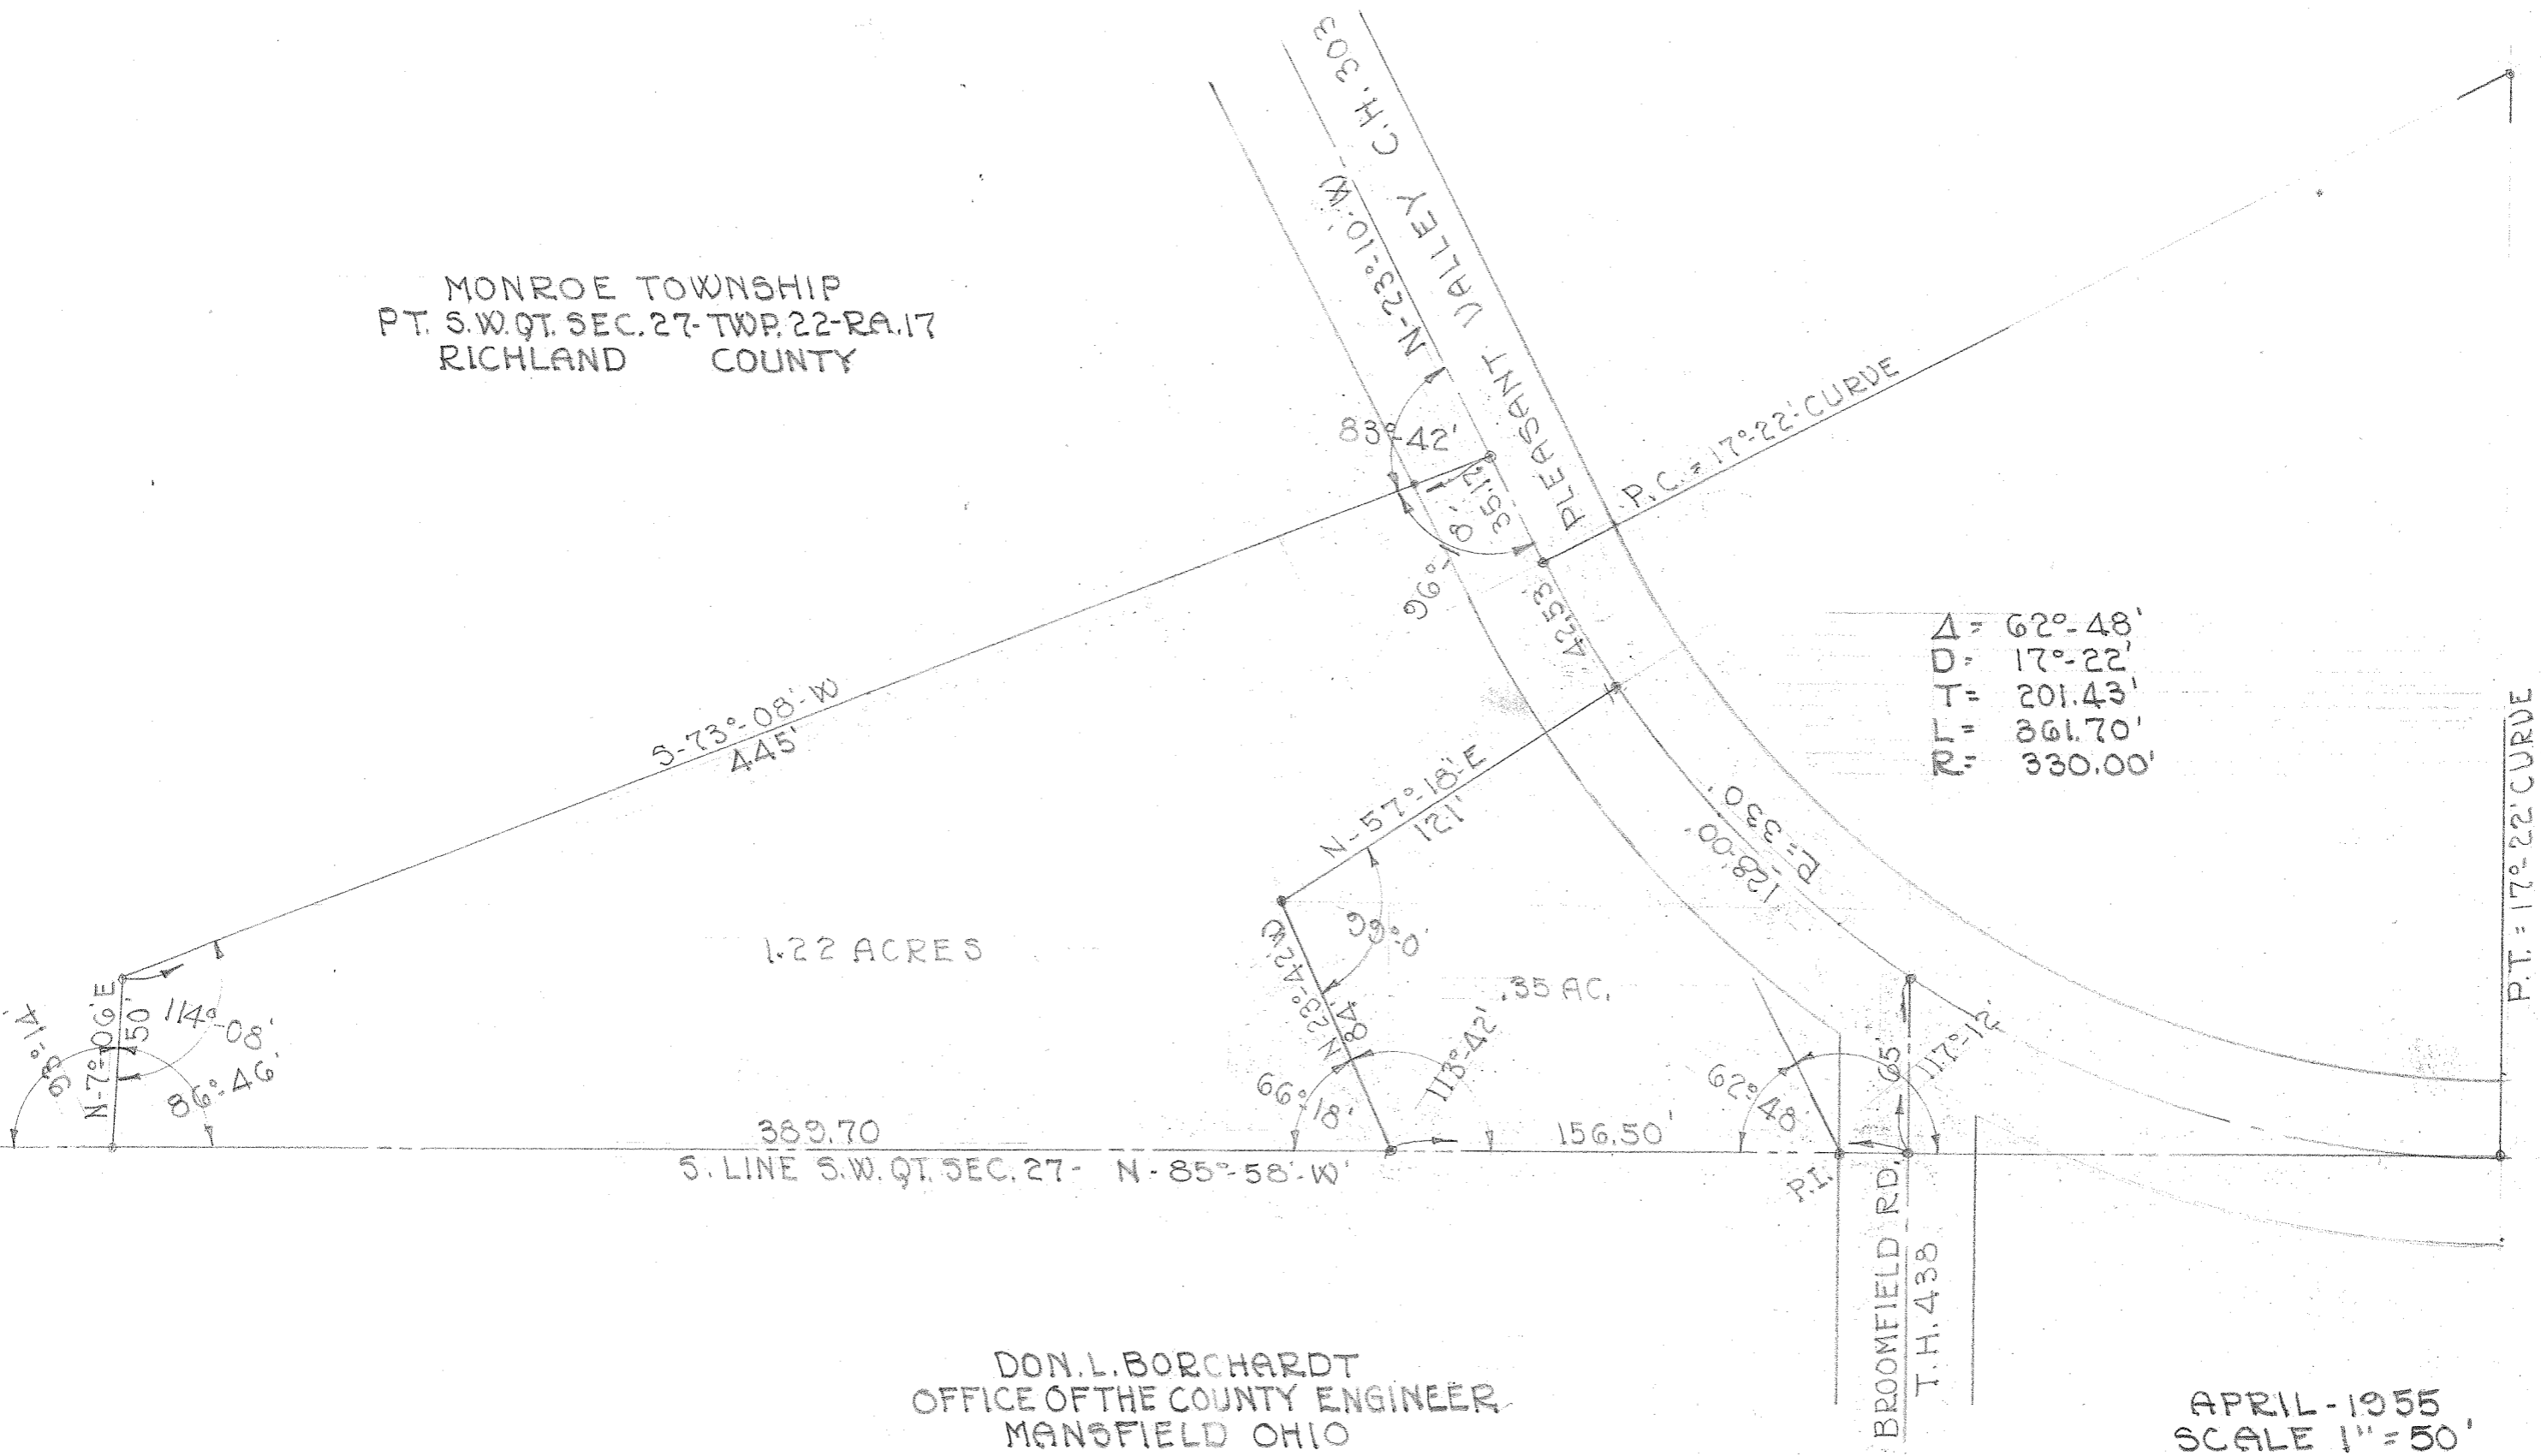 C.H. 303
PLEASANT VALLEY
N-23°-10'-W
MONROE TOWNSHIP
PT. S.W. QT. SEC. 27-TWP. 22-RA. 17
RICHLAND COUNTY
P.C. = 17°-22' CURVE
83°-42'
35.17'
96°-18'
42.53'
Δ= 62°-48'
D= 17°-22'
T= 201.43'
L= 361.70'
R= 330.00'
S-73°-08'-W
445'
N-57°-18'-E
121'
R=330'
128.00'
P.T. = 17°-22' CURVE
1.22 ACRES
.35 AC.
99°-0'
N-23°-42'W
84'
N-7°-06'E
50'
114°-08'
93°-14'
86°-46'
66°-18'
113°-42'
62°-48'
65'
117°-12'
389.70
156.50'
S. LINE S.W. QT. SEC. 27- N-85°-58'-W
P.I.
BROOMFIELD RD.
T.H. 438
DON. L. BORCHARDT
OFFICE OF THE COUNTY ENGINEER
MANSFIELD OHIO
APRIL-1955
SCALE 1"=50'